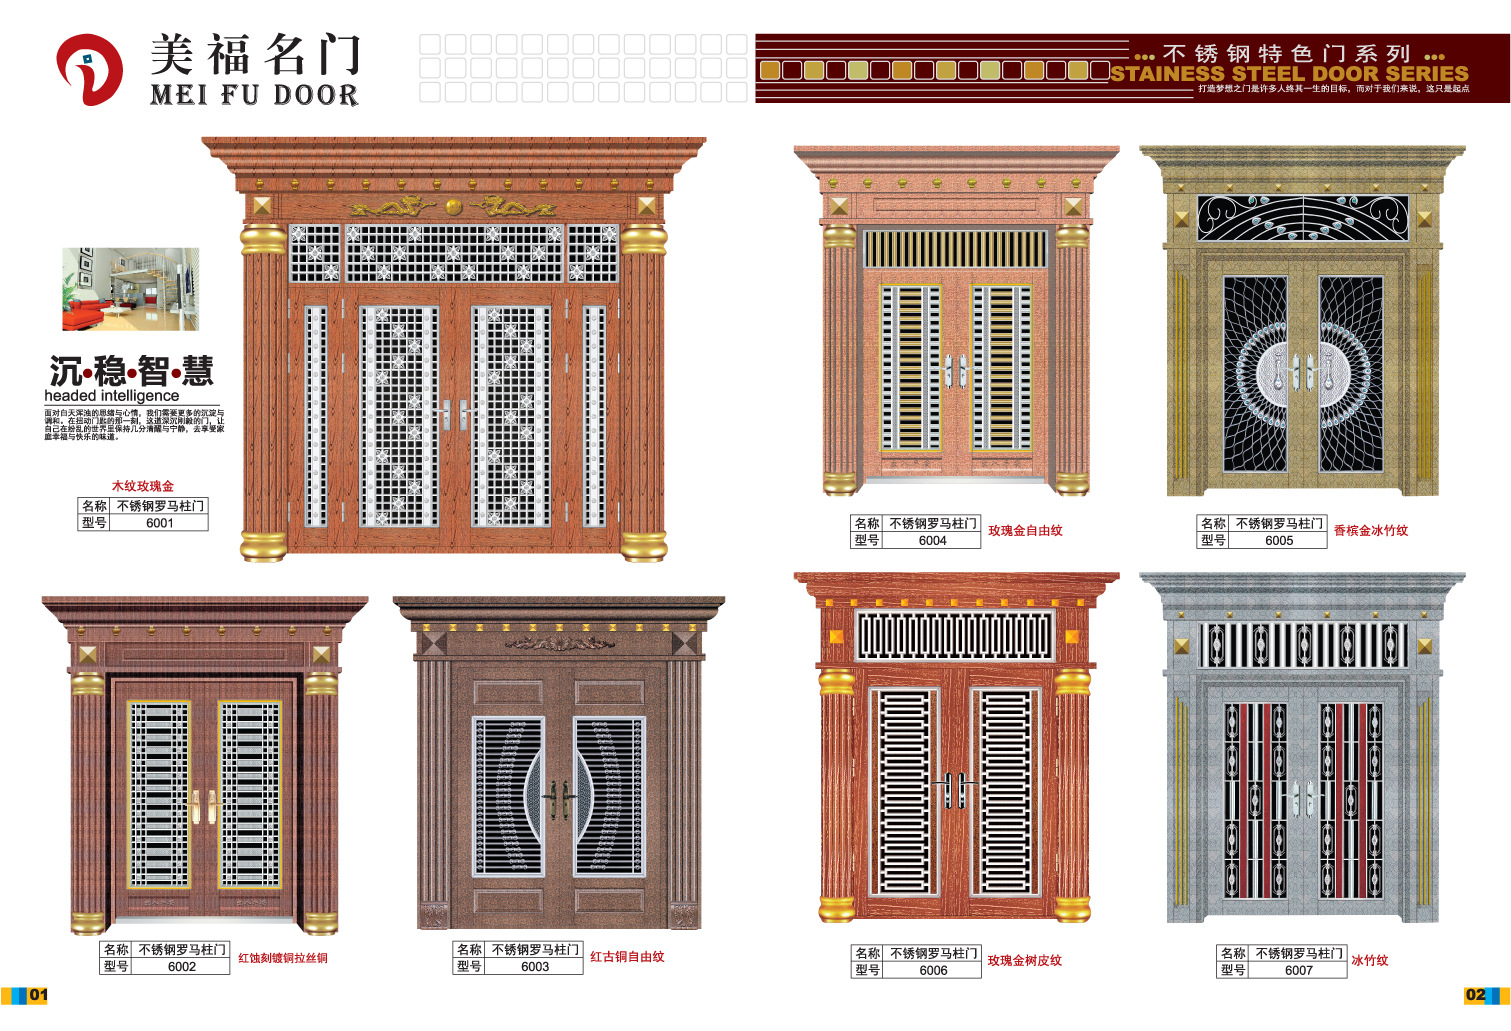 美福名门
MEI FU DOOR
不锈钢特色门系列
STAINESS STEEL DOOR SERIES
打造梦想之门是许多人终其一生的目标，而对于我们来说，这只是起点
沉·稳·智·慧
headed intelligence
面对白天浑浊的思绪与心情，我们需要更多的沉淀与
调和。在扭动门匙的那一刻，这道深沉刚毅的门，让
自己在纷乱的世界里保持几分清醒与宁静，去享受家
庭幸福与快乐的味道。
木纹玫瑰金
名称 不锈钢罗马柱门
型号 6001
名称 不锈钢罗马柱门
型号 6004
玫瑰金自由纹
名称 不锈钢罗马柱门
型号 6005
香槟金冰竹纹
名称 不锈钢罗马柱门
型号 6002
红蚀刻镀铜拉丝铜
名称 不锈钢罗马柱门
型号 6003
红古铜自由纹
名称 不锈钢罗马柱门
型号 6006
玫瑰金树皮纹
名称 不锈钢罗马柱门
型号 6007
冰竹纹
01
02